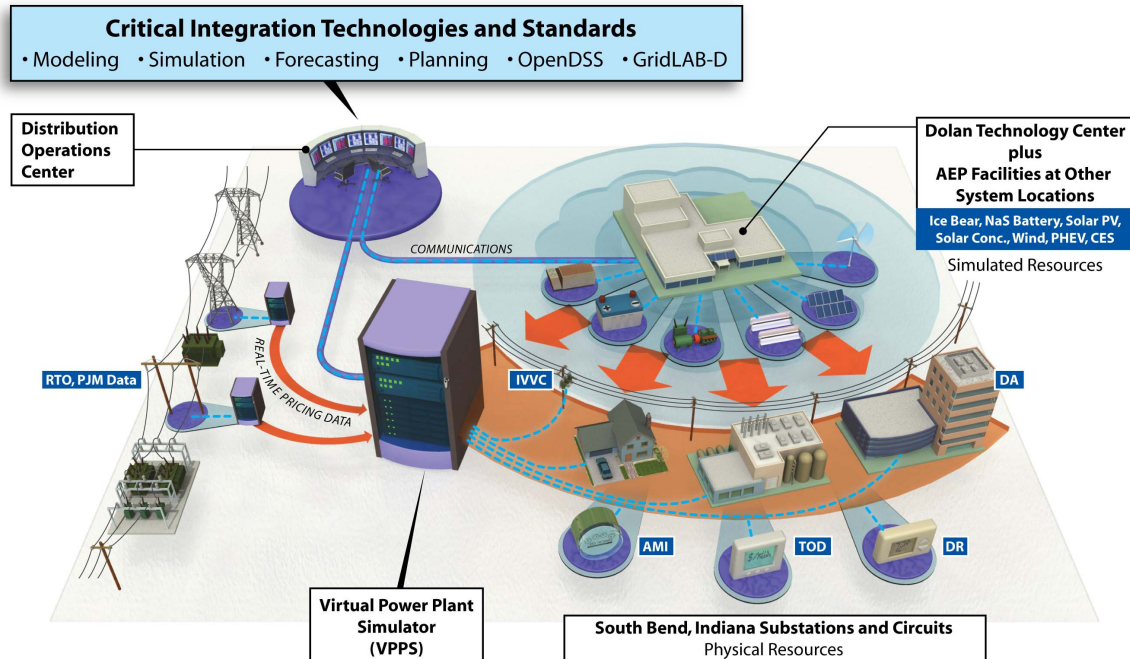 Critical Integration Technologies and Standards
• Modeling • Simulation • Forecasting • Planning • OpenDSS • GridLAB-D
Distribution
Operations
Center
Dolan Technology Center
plus
AEP Facilities at Other
System Locations
Ice Bear, NaS Battery, Solar PV,
Solar Conc., Wind, PHEV, CES
Simulated Resources
COMMUNICATIONS
RTO, PJM Data
REAL-TIME PRICING DATA
IVVC
DA
AMI
TOD
DR
Virtual Power Plant
Simulator
(VPPS)
South Bend, Indiana Substations and Circuits
Physical Resources